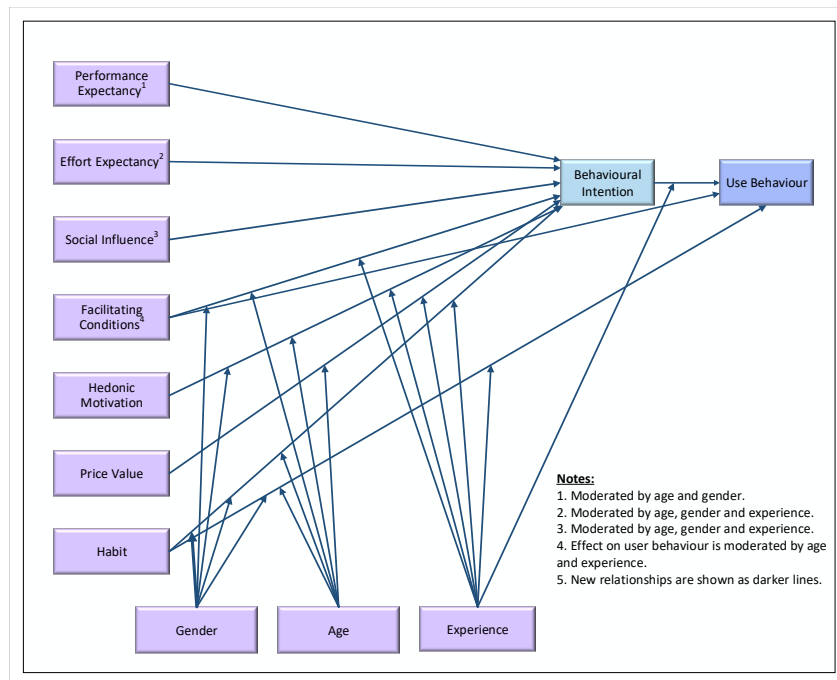 Performance
Expectancy1
Effort Expectancy2
Social Influence3
Facilitating
Conditions4
Hedonic
Motivation
Price Value
Habit
Behavioural
Intention
Use Behaviour
Gender
Age
Experience
Notes:
1. Moderated by age and gender.
2. Moderated by age, gender and experience.
3. Moderated by age, gender and experience.
4. Effect on user behaviour is moderated by age
and experience.
5. New relationships are shown as darker lines.